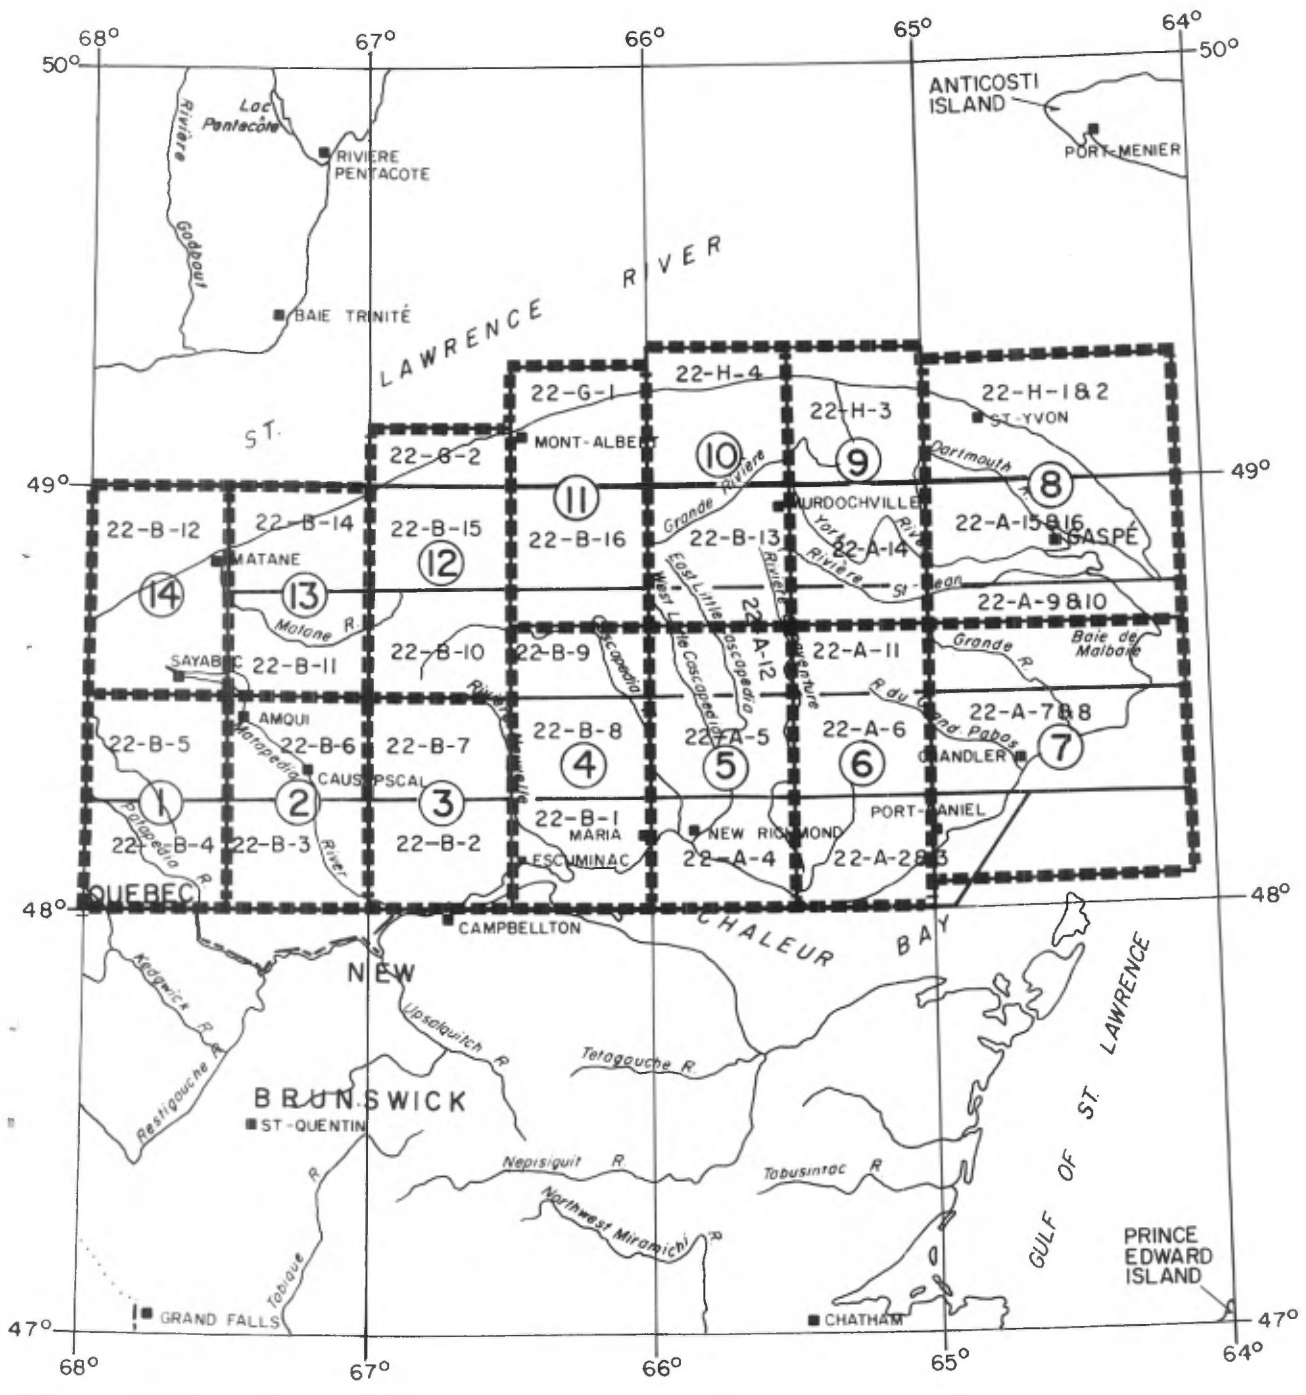 68°
67°
66°
65°
64°
50°
50°
ANTICOSTI
ISLAND
PORT-MENIER
Lac
Pentecôte
Rivière
Godbout
RIVIERE
PENTACOTE
BAIE TRINITÉ
ST.
LAWRENCE
RIVER
22-G-1
22-H-4
22-H-3
22-H-1&2
ST-YVON
22-G-2
MONT-ALBERT
10
9
Grande Rivière
Dartmouth
R.
8
49°
49°
11
MURDOCHVILLE
22-B-12
22-B-14
22-B-15
22-B-16
22-B-13
York
River
22-A-14
22-A-15&16
GASPÉ
MATANE
12
14
13
Matane R.
Rivière St-Jean
22-A-9&10
East Little Cascapedia
West Little Cascapedia
Cascapedia
Rivière
aventure
22-A-12
SAYABEC
22-B-11
22-B-10
22-B-9
22-A-11
Grande R.
Baie de
Malbaie
Rivière
Nouvelle
R du Grand Pabos
AMQUI
Matapedia
River
22-B-5
22-B-6
22-B-7
22-B-8
22-A-5
22-A-6
22-A-7&8
CHANDLER
7
CAUSAPSCAL
4
5
6
1
2
3
Patapedia R
22-B-4
22-B-3
22-B-2
22-B-1
MARIA
ESCUMINAC
NEW RICHMOND
22-A-4
PORT-DANIEL
22-A-2&3
QUEBEC
48°
48°
CAMPBELLTON
CHALEUR BAY
NEW
BRUNSWICK
Kedgwick R.
Restigouche R
Upsalquitch R
Tetagouche R.
ST-QUENTIN
Nepisiguit R.
Tabusintac R
Northwest Miramichi R
Tobique R
GULF OF ST. LAWRENCE
PRINCE
EDWARD
ISLAND
GRAND FALLS
CHATHAM
47°
47°
68°
67°
66°
65°
64°